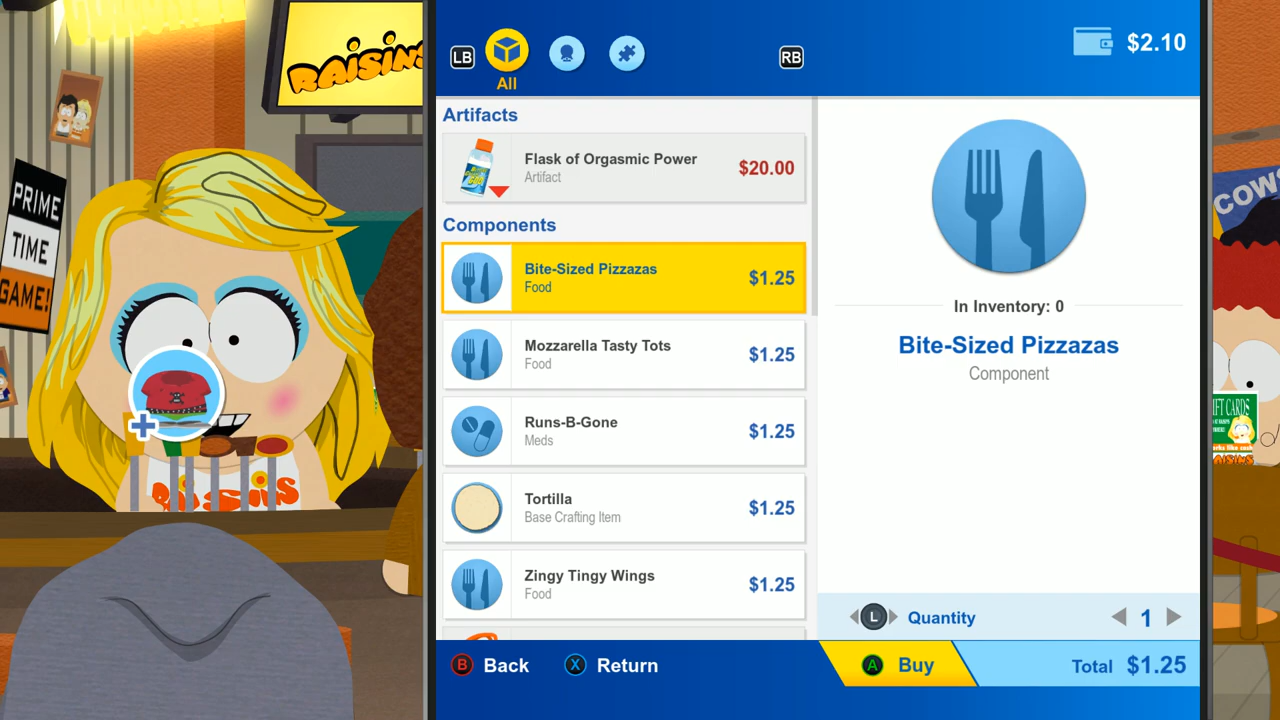 RAISINS
PRIME
TIME
GAME!
LB
All
RB
$2.10
Artifacts
Flask of Orgasmic Power
Artifact
$20.00
Components
Bite-Sized Pizzazas
Food
$1.25
Mozzarella Tasty Tots
Food
$1.25
Runs-B-Gone
Meds
$1.25
Tortilla
Base Crafting Item
$1.25
Zingy Tingy Wings
Food
$1.25
In Inventory: 0
Bite-Sized Pizzazas
Component
L Quantity 1
B Back
X Return
A Buy
Total $1.25
COWS
IFT CARDS